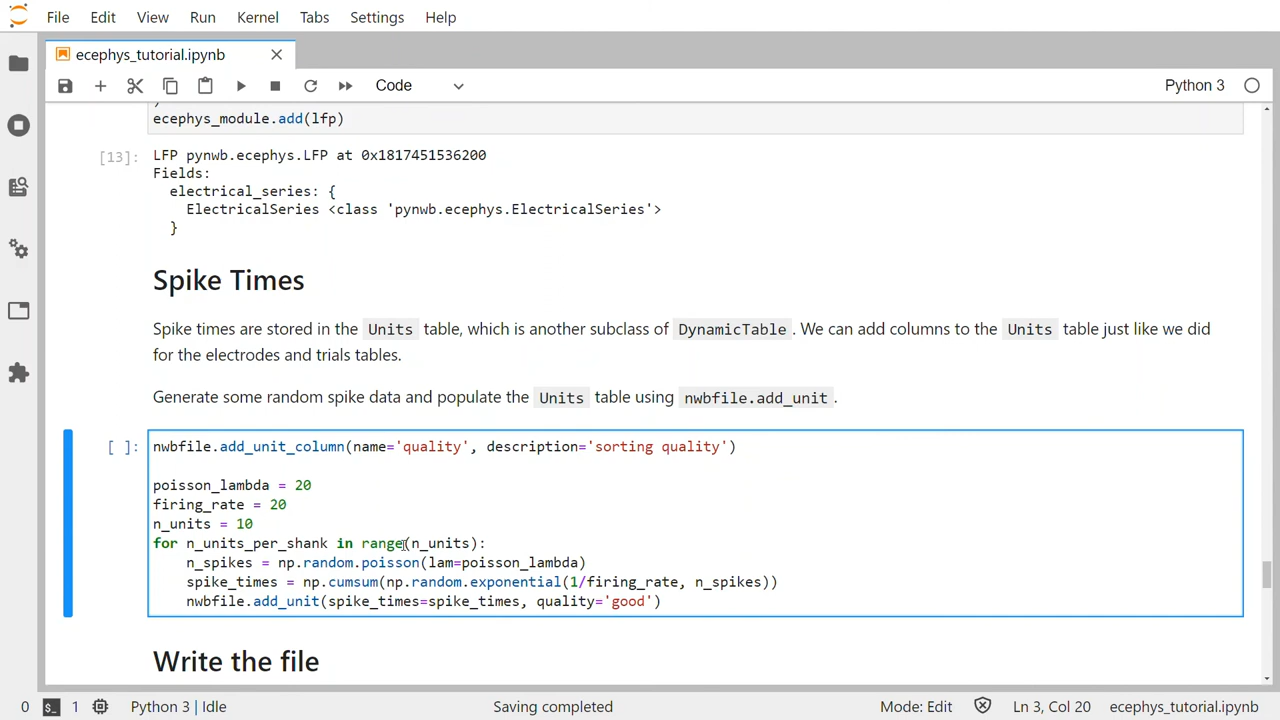 File Edit View Run Kernel Tabs Settings Help
ecephys_tutorial.ipynb
Code
Python 3
ecephys_module.add(lfp)
[13]: LFP pynwb.ecephys.LFP at 0x1817451536200
Fields:
electrical_series: {
ElectricalSeries <class 'pynwb.ecephys.ElectricalSeries'>
}
Spike Times
Spike times are stored in the Units table, which is another subclass of DynamicTable. We can add columns to the Units table just like we did
for the electrodes and trials tables.
Generate some random spike data and populate the Units table using nwbfile.add_unit.
[ ]: nwbfile.add_unit_column(name='quality', description='sorting quality')
poisson_lambda = 20
firing_rate = 20
n_units = 10
for n_units_per_shank in range(n_units):
n_spikes = np.random.poisson(lam=poisson_lambda)
spike_times = np.cumsum(np.random.exponential(1/firing_rate, n_spikes))
nwbfile.add_unit(spike_times=spike_times, quality='good')
Write the file
0 $_ 1 Python 3 | Idle Saving completed Mode: Edit Ln 3, Col 20 ecephys_tutorial.ipynb